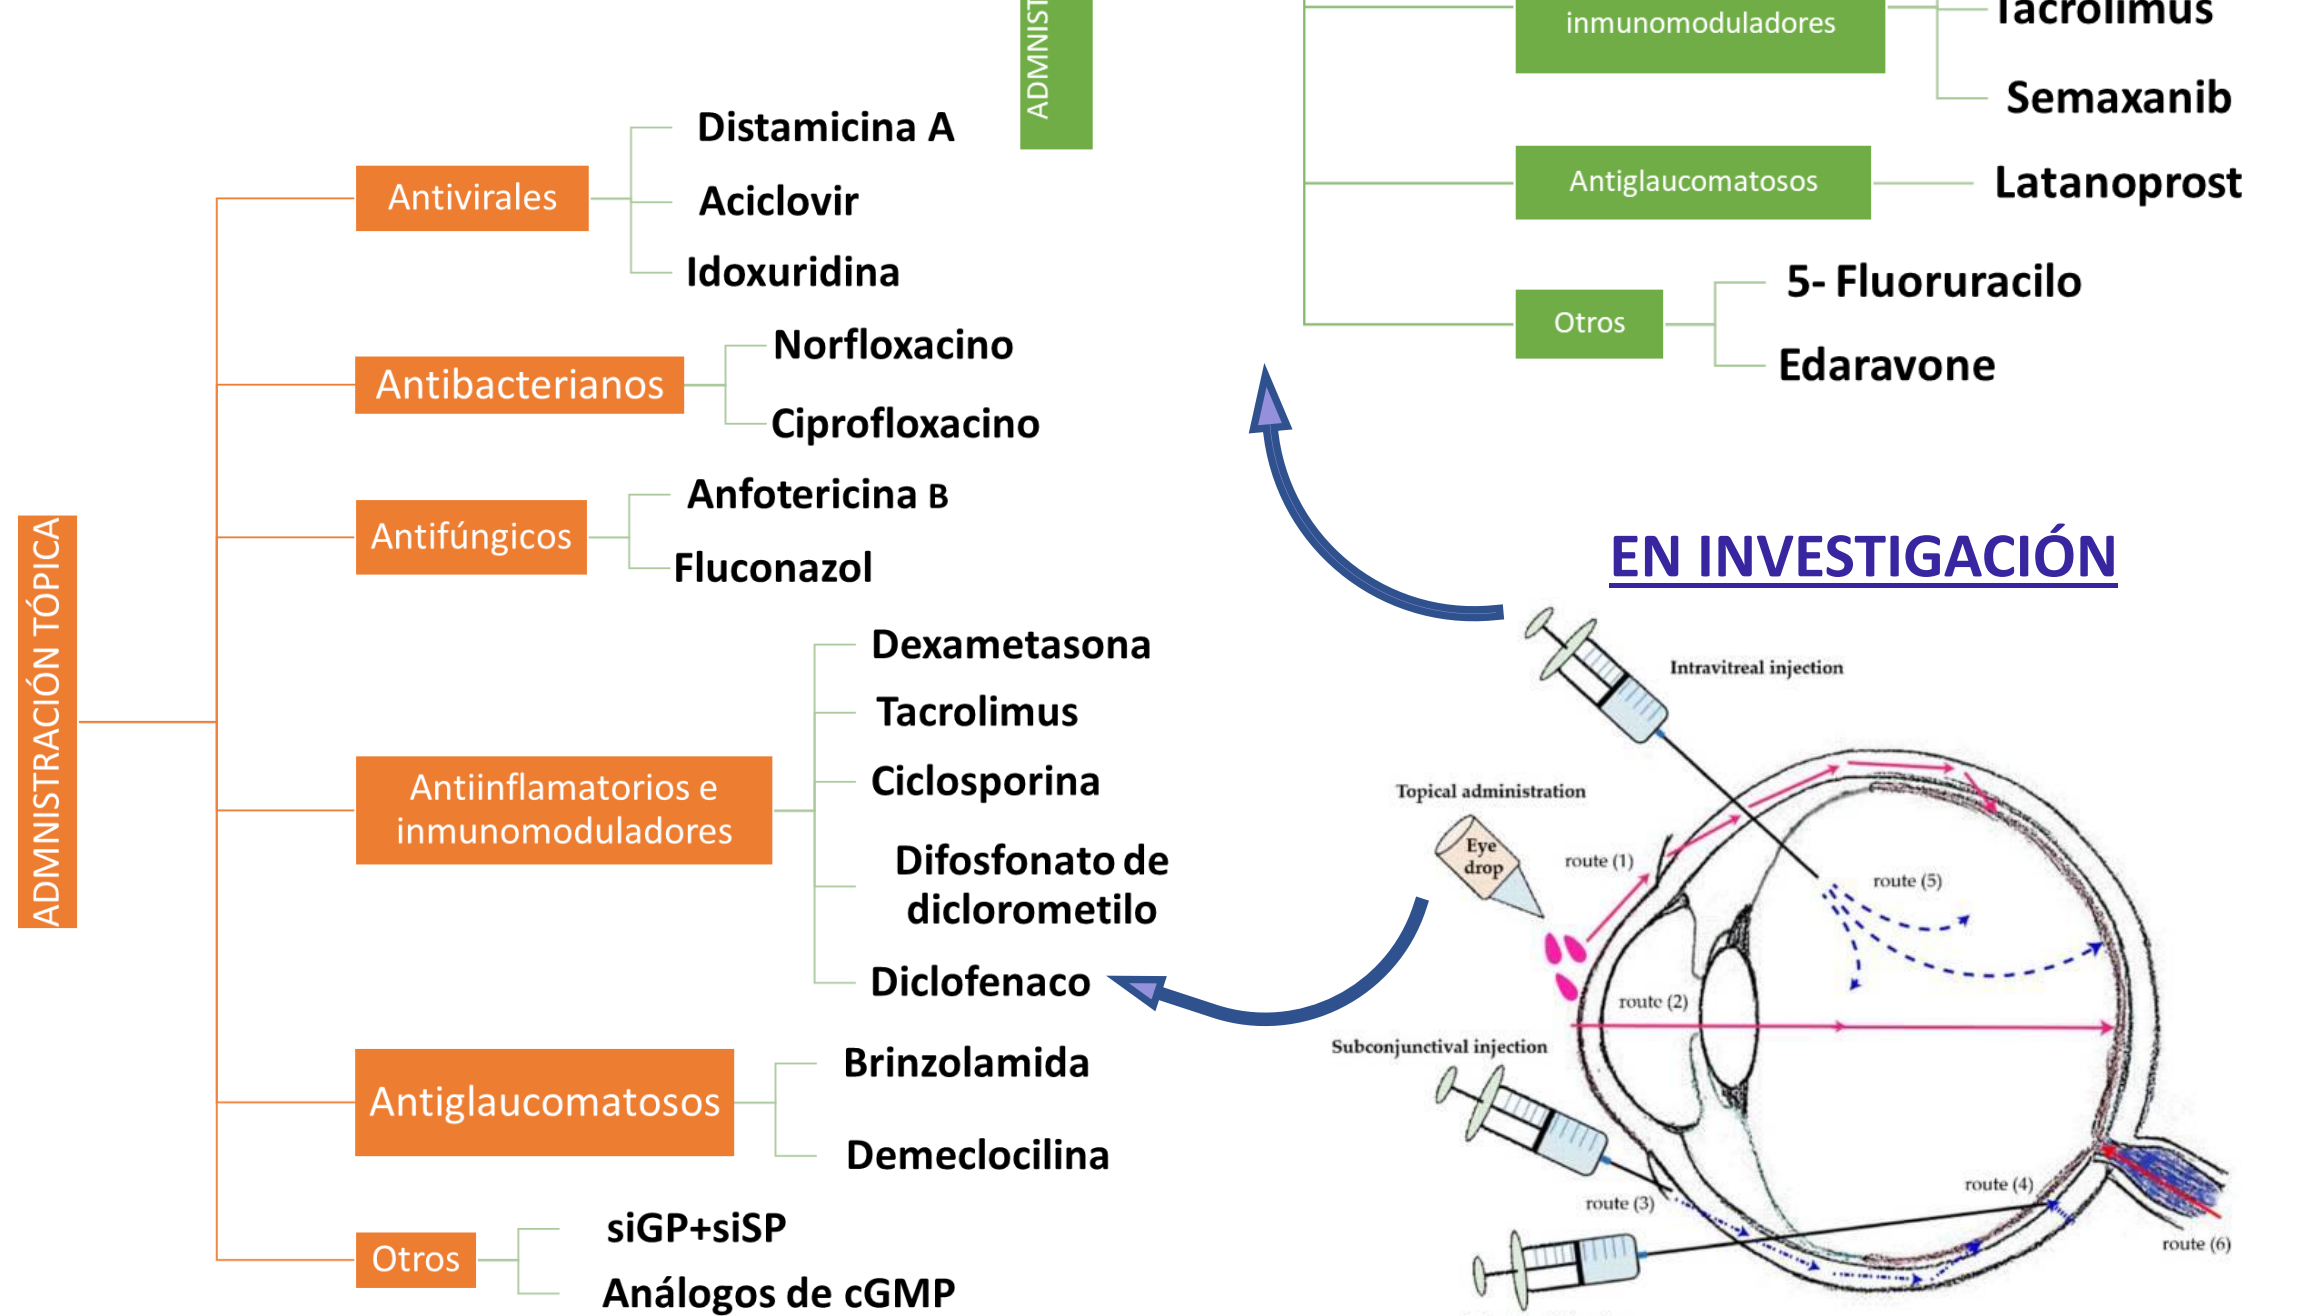 ADMNISTRACIÓN TÓPICA
Antivirales
Distamicina A
Aciclovir
Idoxuridina
Antibacterianos
Norfloxacino
Ciprofloxacino
Antifúngicos
Anfotericina B
Fluconazol
Antiinflamatorios e
inmunomoduladores
Dexametasona
Tacrolimus
Ciclosporina
Difosfonato de
diclorometilo
Diclofenaco
Antiglaucomatosos
Brinzolamida
Demeclocilina
Otros
siGP+siSP
Análogos de cGMP
ADMNIST
inmunomoduladores
Tacrolimus
Semaxanib
Antiglaucomatosos
Latanoprost
Otros
5- Fluoruracilo
Edaravone
EN INVESTIGACIÓN
Intravitreal injection
Topical administration
Eye
drop
route (1)
route (5)
route (2)
Subconjunctival injection
route (3)
route (4)
route (6)